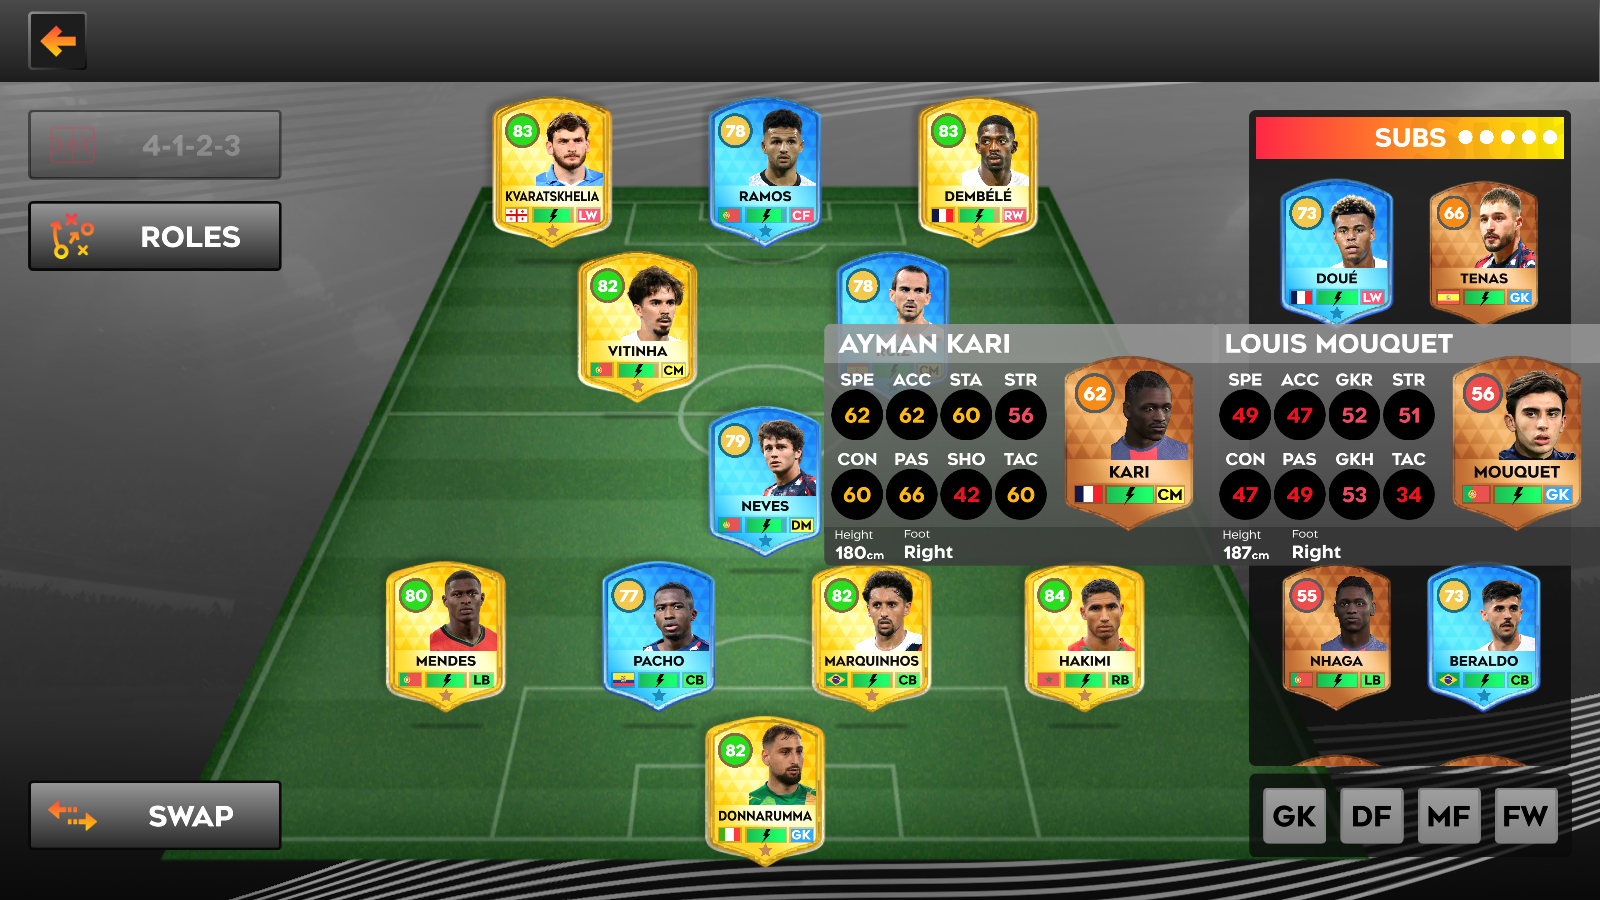 4-1-2-3
ROLES
SWAP
83
KVARATSKHELIA
LW
78
RAMOS
CF
83
DEMBÉLÉ
RW
82
VITINHA
CM
78
CM
79
NEVES
DM
80
MENDES
LB
77
PACHO
CB
82
MARQUINHOS
CB
84
HAKIMI
RB
82
DONNARUMMA
GK
SUBS
73
DOUÉ
LW
66
TENAS
GK
AYMAN KARI
SPE ACC STA STR
62 62 60 56
CON PAS SHO TAC
60 66 42 60
Height Foot
180cm Right
62
KARI
CM
LOUIS MOUQUET
SPE ACC GKR STR
49 47 52 51
CON PAS GKH TAC
47 49 53 34
Height Foot
187cm Right
56
MOUQUET
GK
55
NHAGA
LB
73
BERALDO
CB
GK DF MF FW